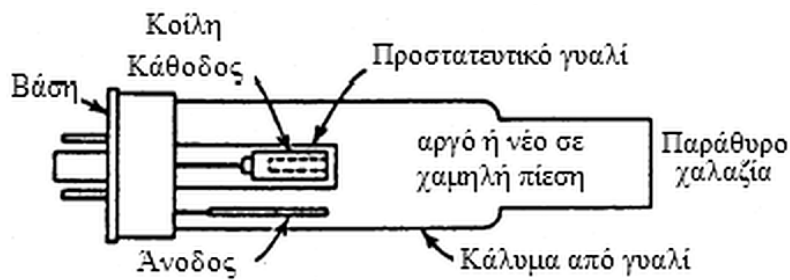 Κοίλη
Κάθοδος
Προστατευτικό γυαλί
Βάση
αργό ή νέο σε
χαμηλή πίεση
Παράθυρο
χαλαζία
Άνοδος
Κάλυμα από γυαλί